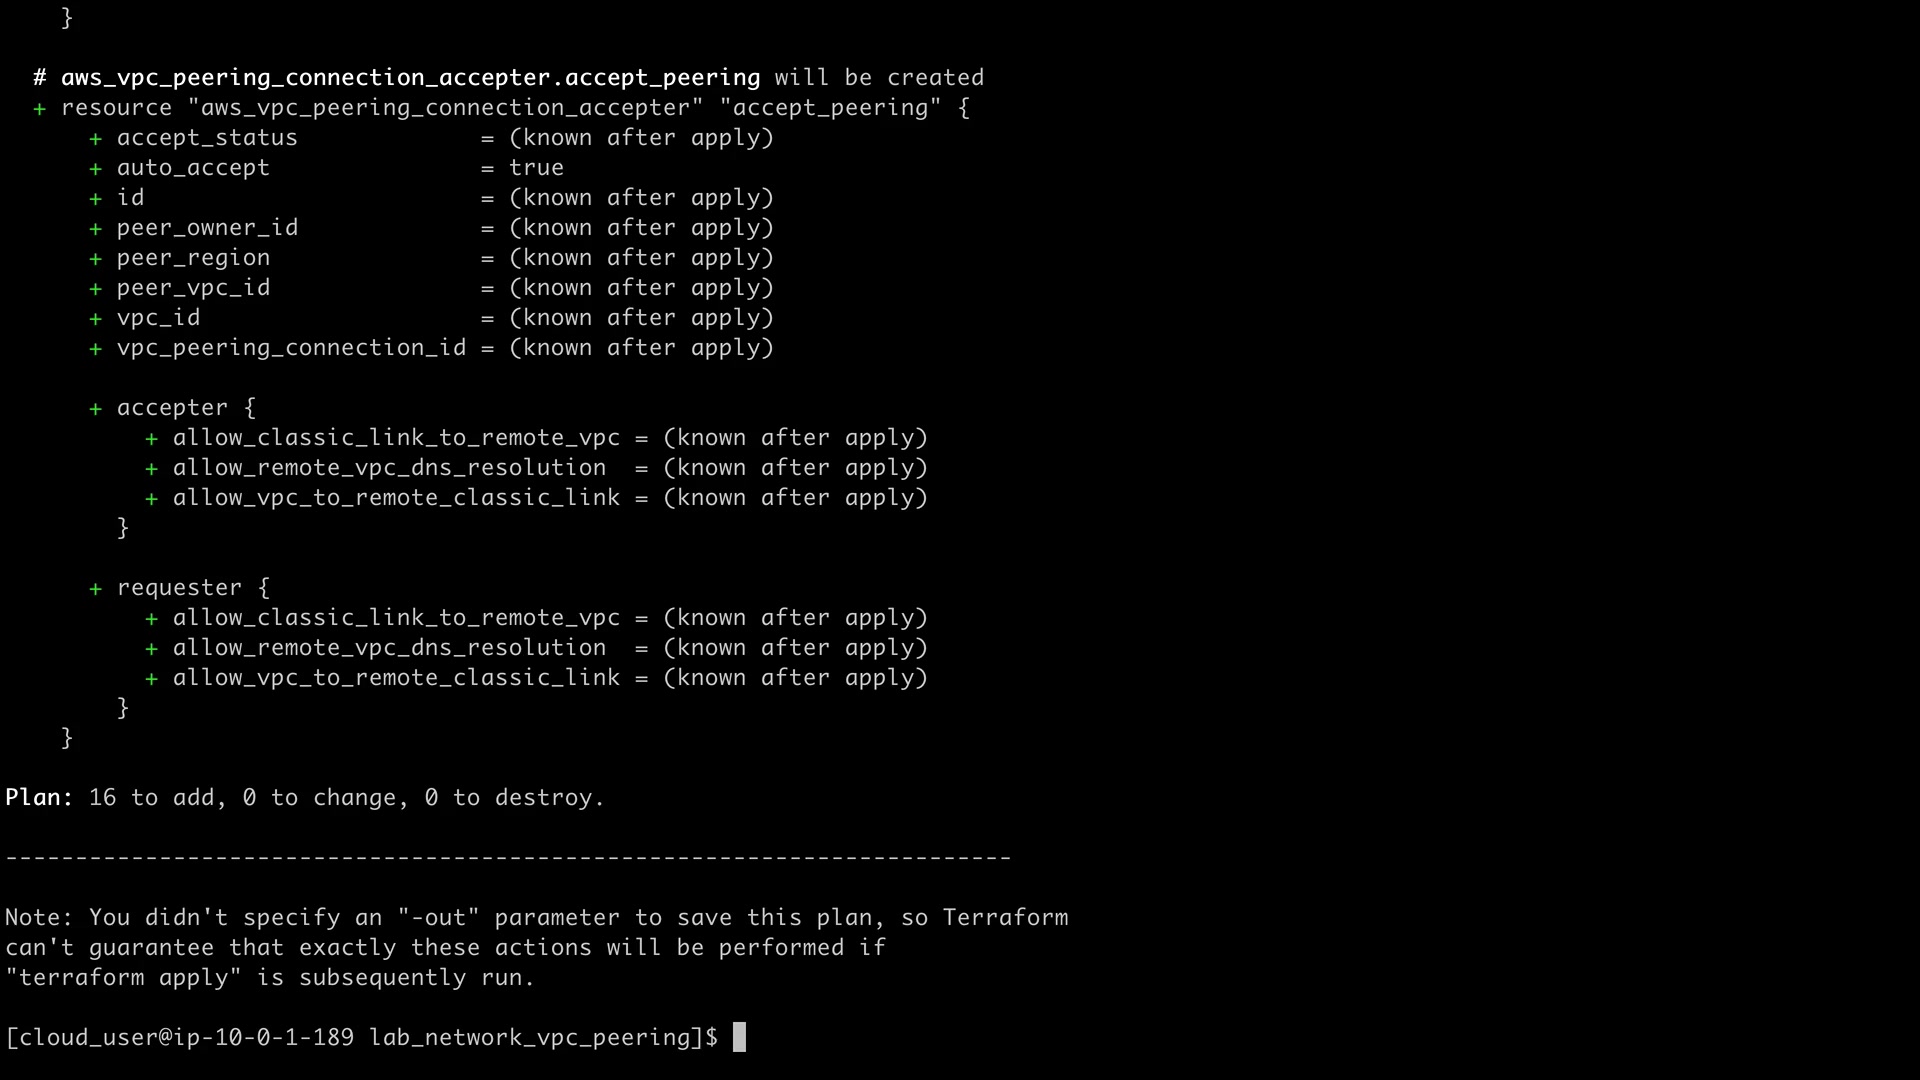 }

  # aws_vpc_peering_connection_accepter.accept_peering will be created
  + resource "aws_vpc_peering_connection_accepter" "accept_peering" {
      + accept_status             = (known after apply)
      + auto_accept               = true
      + id                        = (known after apply)
      + peer_owner_id             = (known after apply)
      + peer_region               = (known after apply)
      + peer_vpc_id               = (known after apply)
      + vpc_id                    = (known after apply)
      + vpc_peering_connection_id = (known after apply)

      + accepter {
          + allow_classic_link_to_remote_vpc = (known after apply)
          + allow_remote_vpc_dns_resolution  = (known after apply)
          + allow_vpc_to_remote_classic_link = (known after apply)
        }

      + requester {
          + allow_classic_link_to_remote_vpc = (known after apply)
          + allow_remote_vpc_dns_resolution  = (known after apply)
          + allow_vpc_to_remote_classic_link = (known after apply)
        }
    }

Plan: 16 to add, 0 to change, 0 to destroy.

------------------------------------------------------------------------

Note: You didn't specify an "-out" parameter to save this plan, so Terraform
can't guarantee that exactly these actions will be performed if
"terraform apply" is subsequently run.

[cloud_user@ip-10-0-1-189 lab_network_vpc_peering]$